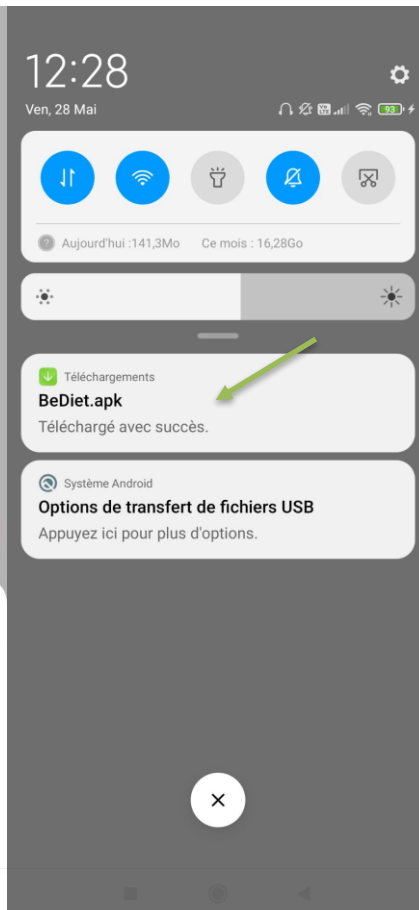 12:28
Ven, 28 Mai
93
Aujourd'hui :141,3Mo Ce mois : 16,28Go
Téléchargements
BeDiet.apk
Téléchargé avec succès.
Système Android
Options de transfert de fichiers USB
Appuyez ici pour plus d'options.